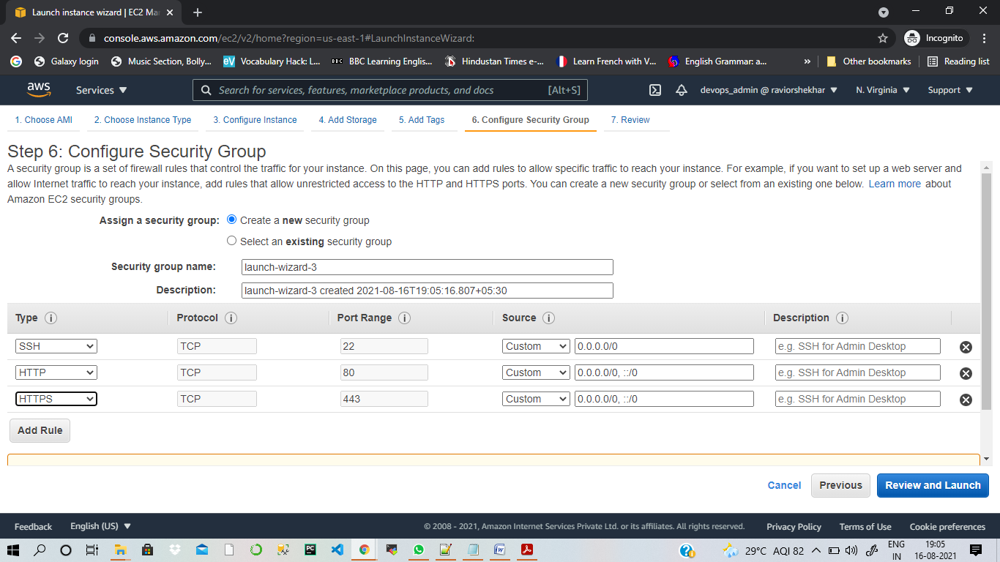 Launch instance wizard | EC2 Ma
console.aws.amazon.com/ec2/v2/home?region=us-east-1#LaunchInstanceWizard:
Incognito
Galaxy login
Music Section, Bolly...
eV
Vocabulary Hack: L...
BBC
BBC Learning Englis...
Hindustan Times e-...
Learn French with V...
English Grammar: a...
»
Other bookmarks
Reading list
aws
Services
Search for services, features, marketplace products, and docs
[Alt+S]
devops_admin @ raviorshekhar
N. Virginia
Support
1. Choose AMI
2. Choose Instance Type
3. Configure Instance
4. Add Storage
5. Add Tags
6. Configure Security Group
7. Review
Step 6: Configure Security Group
A security group is a set of firewall rules that control the traffic for your instance. On this page, you can add rules to allow specific traffic to reach your instance. For example, if you want to set up a web server and
allow Internet traffic to reach your instance, add rules that allow unrestricted access to the HTTP and HTTPS ports. You can create a new security group or select from an existing one below. Learn more about
Amazon EC2 security groups.
Assign a security group: Create a new security group
Select an existing security group
Security group name: launch-wizard-3
Description: launch-wizard-3 created 2021-08-16T19:05:16.807+05:30
Type i Protocol i Port Range i Source i Description i
SSH TCP 22 Custom 0.0.0.0/0 e.g. SSH for Admin Desktop
HTTP TCP 80 Custom 0.0.0.0/0, ::/0 e.g. SSH for Admin Desktop
HTTPS TCP 443 Custom 0.0.0.0/0, ::/0 e.g. SSH for Admin Desktop
Add Rule
Cancel
Previous
Review and Launch
Feedback
English (US)
© 2008 - 2021, Amazon Internet Services Private Ltd. or its affiliates. All rights reserved.
Privacy Policy
Terms of Use
Cookie preferences
PC
29°C AQI 82
ENG
IN
19:05
16-08-2021